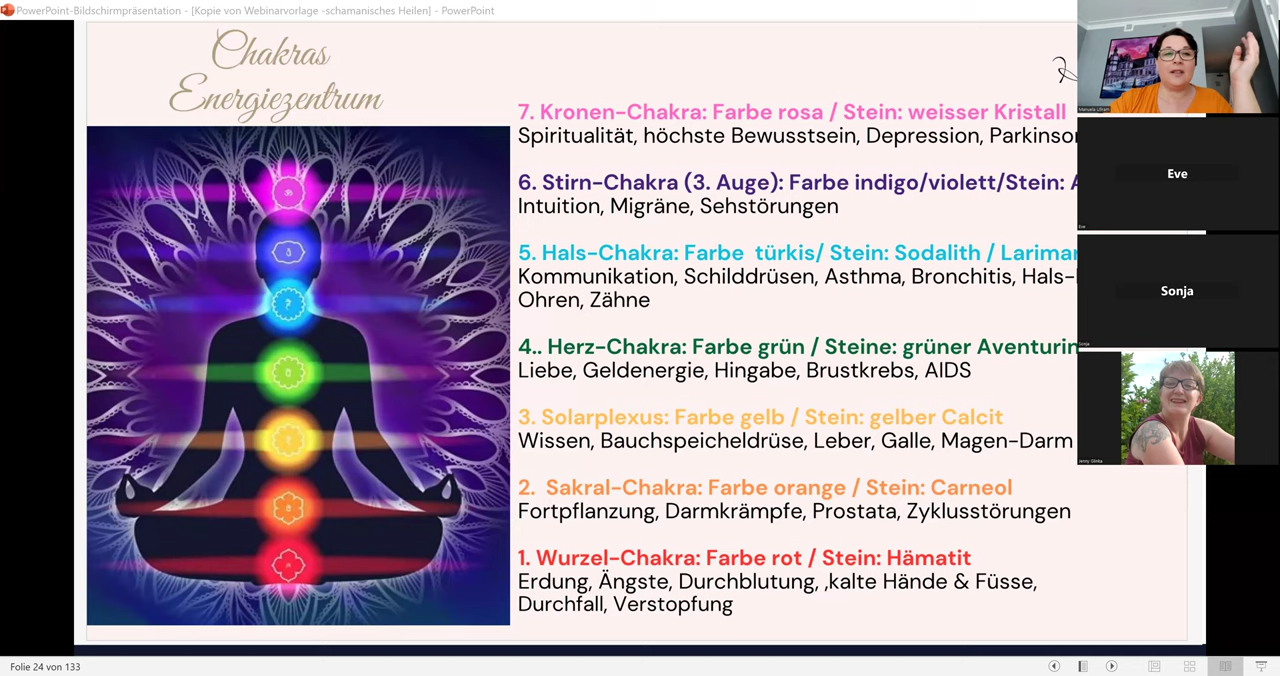 PowerPoint-Bildschirmpräsentation - [Kopie von Webinarvorlage -schamanisches Heilen] - PowerPoint
Chakras
Energiezentrum
7. Kronen-Chakra: Farbe rosa / Stein: weisser Kristall
Spiritualität, höchste Bewusstsein, Depression, Parkinson
6. Stirn-Chakra (3. Auge): Farbe indigo/violett/Stein:
Intuition, Migräne, Sehstörungen
5. Hals-Chakra: Farbe türkis/ Stein: Sodalith / Larimar
Kommunikation, Schilddrüsen, Asthma, Bronchitis, Hals-
Ohren, Zähne
4.. Herz-Chakra: Farbe grün / Steine: grüner Aventurin
Liebe, Geldenergie, Hingabe, Brustkrebs, AIDS
3. Solarplexus: Farbe gelb / Stein: gelber Calcit
Wissen, Bauchspeicheldrüse, Leber, Galle, Magen-Darm
2. Sakral-Chakra: Farbe orange / Stein: Carneol
Fortpflanzung, Darmkrämpfe, Prostata, Zyklusstörungen
1. Wurzel-Chakra: Farbe rot / Stein: Hämatit
Erdung, Ängste, Durchblutung, ,kalte Hände & Füsse,
Durchfall, Verstopfung
Eve
Eve
Sonja
Sonja
Jenny Glinka
Folie 24 von 133